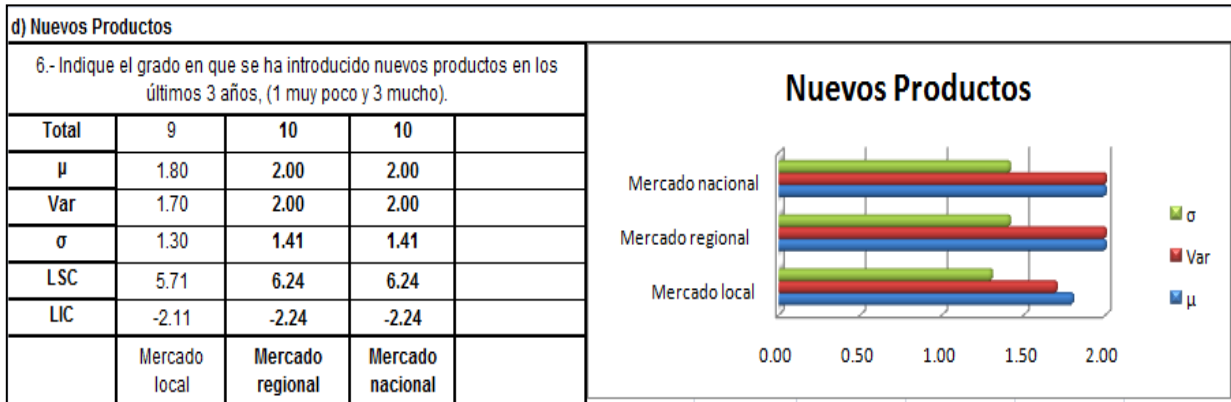 d) Nuevos Productos
6.- Indique el grado en que se ha introducido nuevos productos en los
últimos 3 años, (1 muy poco y 3 mucho).
Total 9 10 10
μ 1.80 2.00 2.00
Var 1.70 2.00 2.00
σ 1.30 1.41 1.41
LSC 5.71 6.24 6.24
LIC -2.11 -2.24 -2.24
Mercado Mercado Mercado
local regional nacional
Nuevos Productos
Mercado nacional
Mercado regional
Mercado local
0.00 0.50 1.00 1.50 2.00
σ
Var
μ